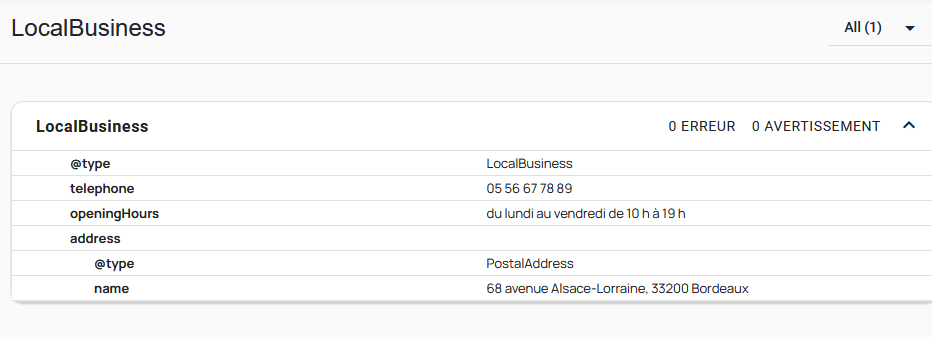 LocalBusiness
All (1)
LocalBusiness 0 ERREUR 0 AVERTISSEMENT
@type LocalBusiness
telephone 05 56 67 78 89
openingHours du lundi au vendredi de 10 h à 19 h
address
@type PostalAddress
name 68 avenue Alsace-Lorraine, 33200 Bordeaux